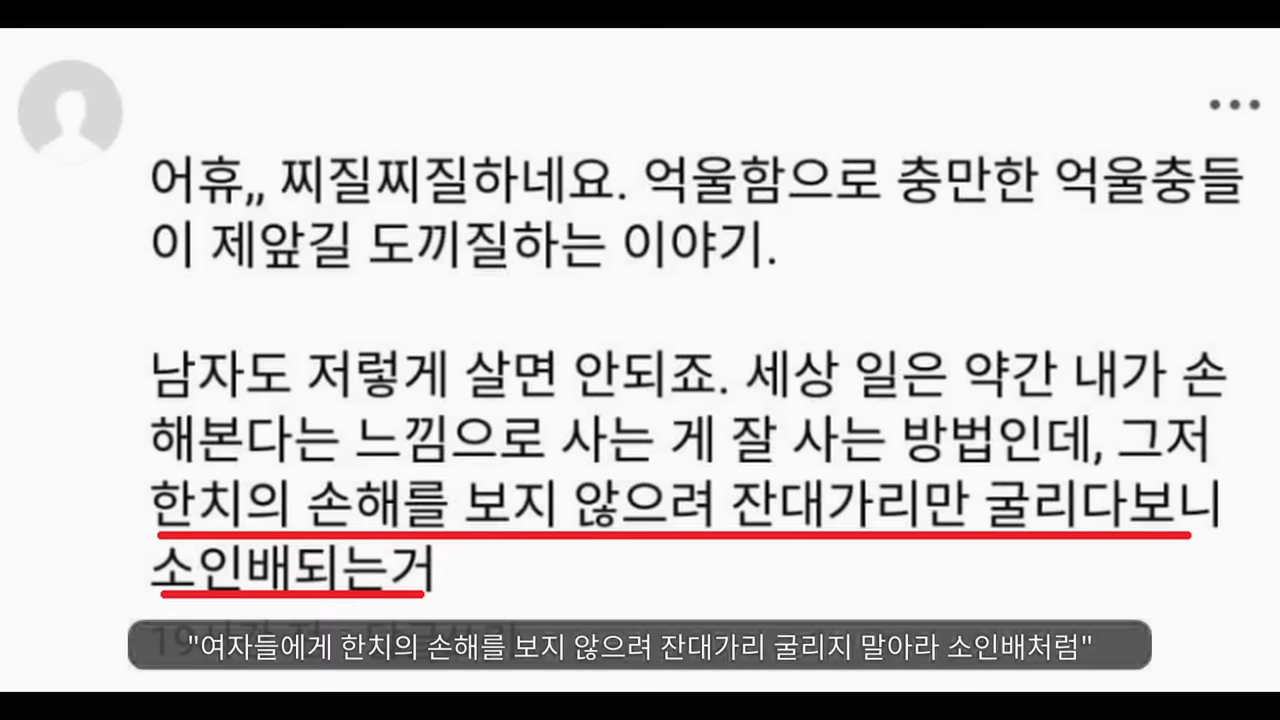 어휴,, 찌질찌질하네요. 억울함으로 충만한 억울충들
이 제앞길 도끼질하는 이야기.
남자도 저렇게 살면 안되죠. 세상 일은 약간 내가 손
해본다는 느낌으로 사는 게 잘 사는 방법인데, 그저
한치의 손해를 보지 않으려 잔대가리만 굴리다보니
소인배되는거
"여자들에게 한치의 손해를 보지 않으려 잔대가리 굴리지 말아라 소인배처럼"